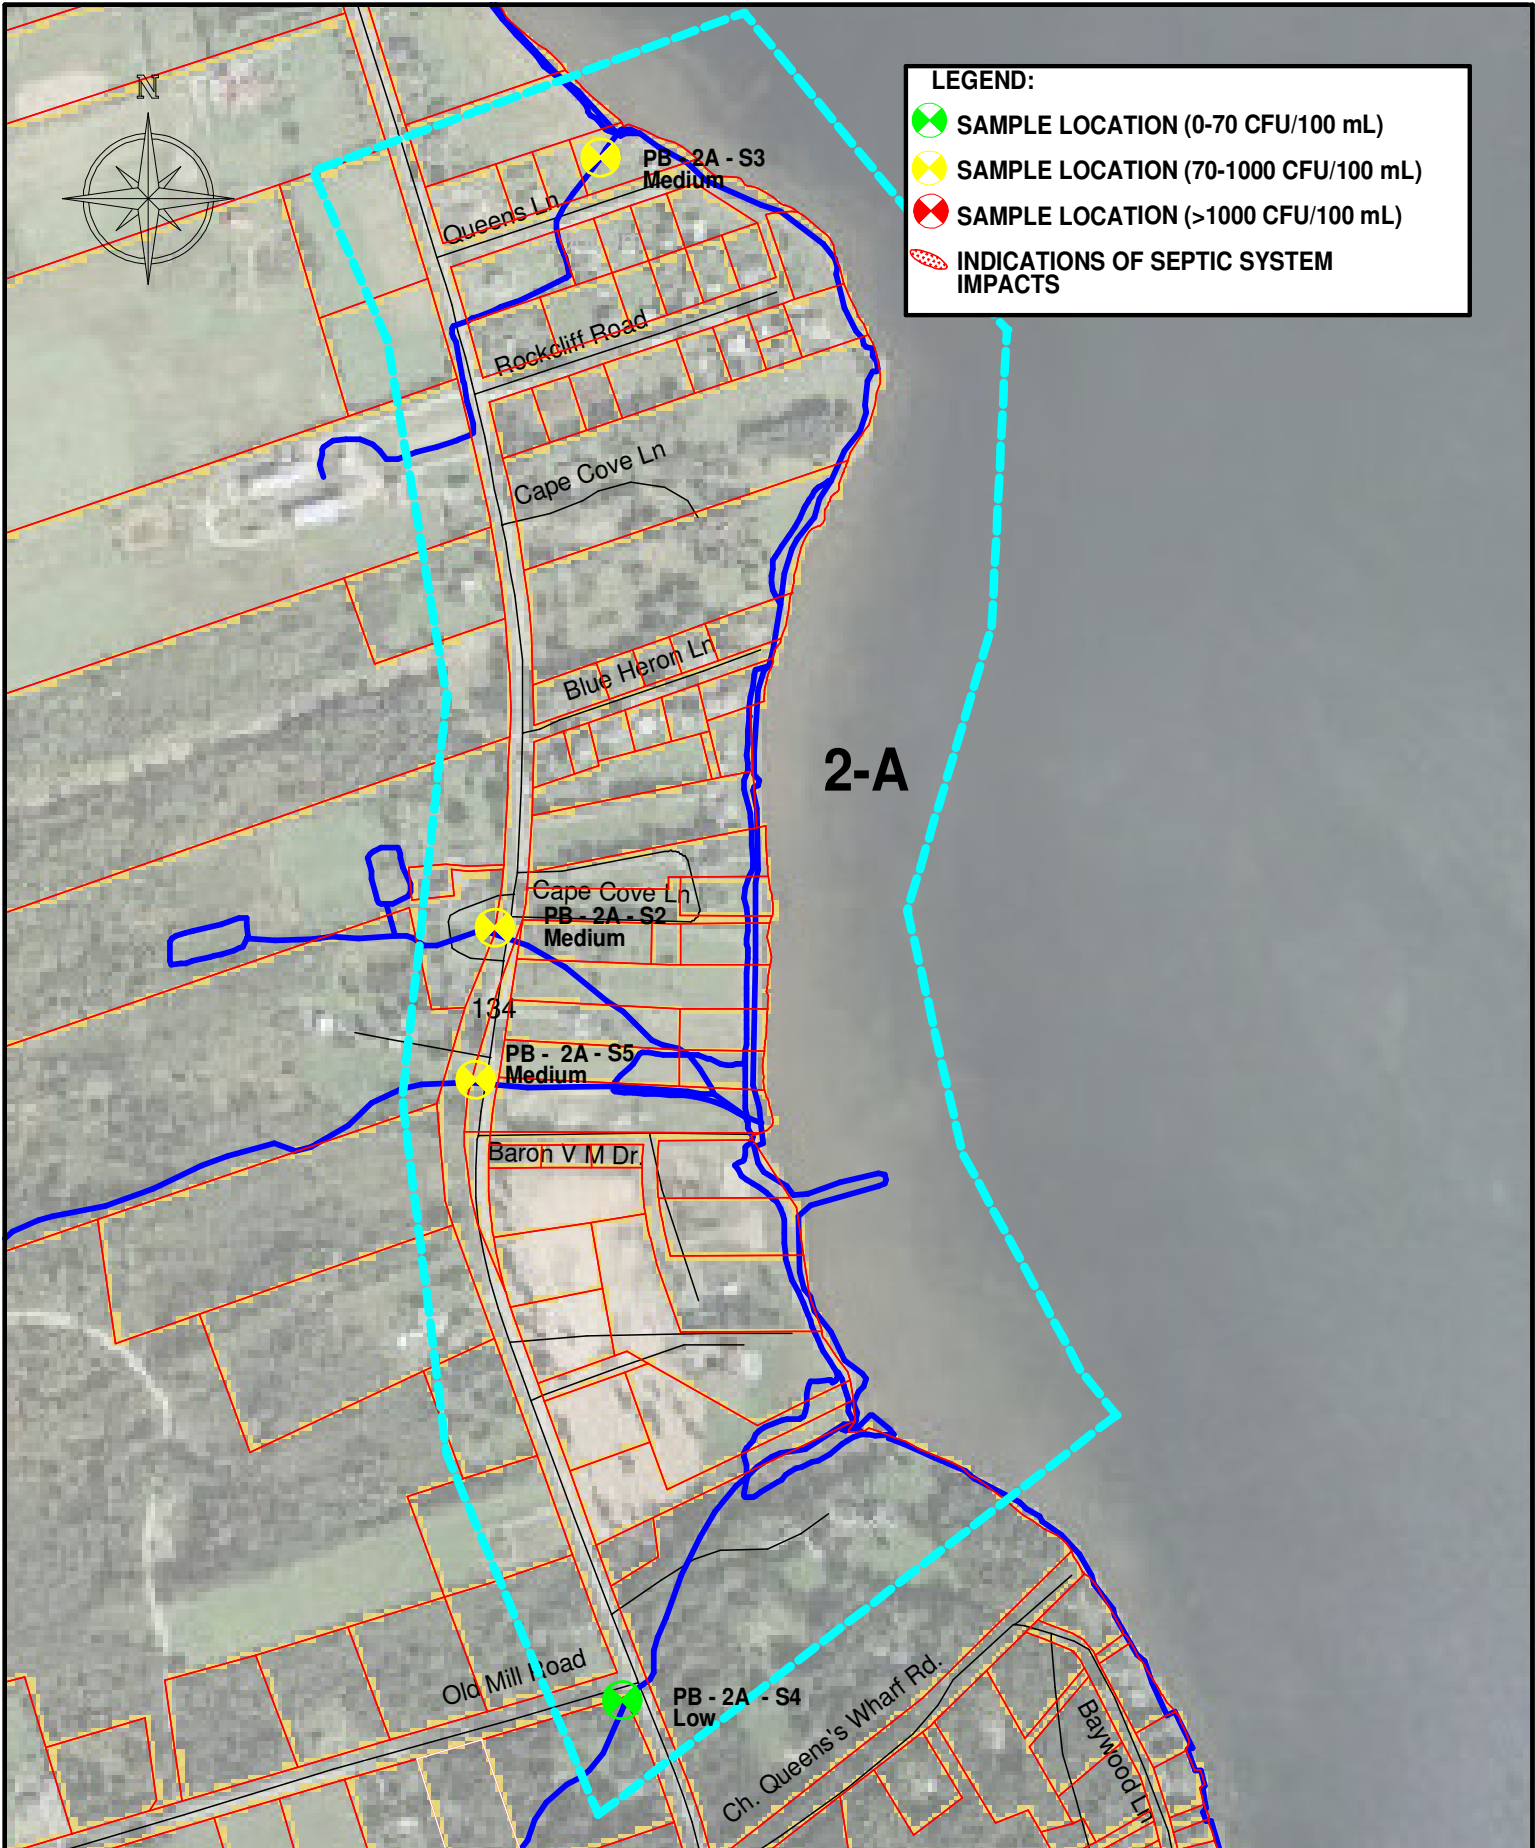 N
LEGEND:
SAMPLE LOCATION (0-70 CFU/100 mL)
SAMPLE LOCATION (70-1000 CFU/100 mL)
SAMPLE LOCATION (>1000 CFU/100 mL)
INDICATIONS OF SEPTIC SYSTEM
IMPACTS
PB - 2A - S3
Medium
Queens Ln
Rockcliff Road
Cape Cove Ln
Blue Heron Ln
2-A
Cape Cove Ln
PB - 2A - S2
Medium
134
PB - 2A - S5
Medium
Baron V M Dr.
Old Mill Road
PB - 2A - S4
Low
Ch. Queens's Wharf Rd.
Baywood Ln